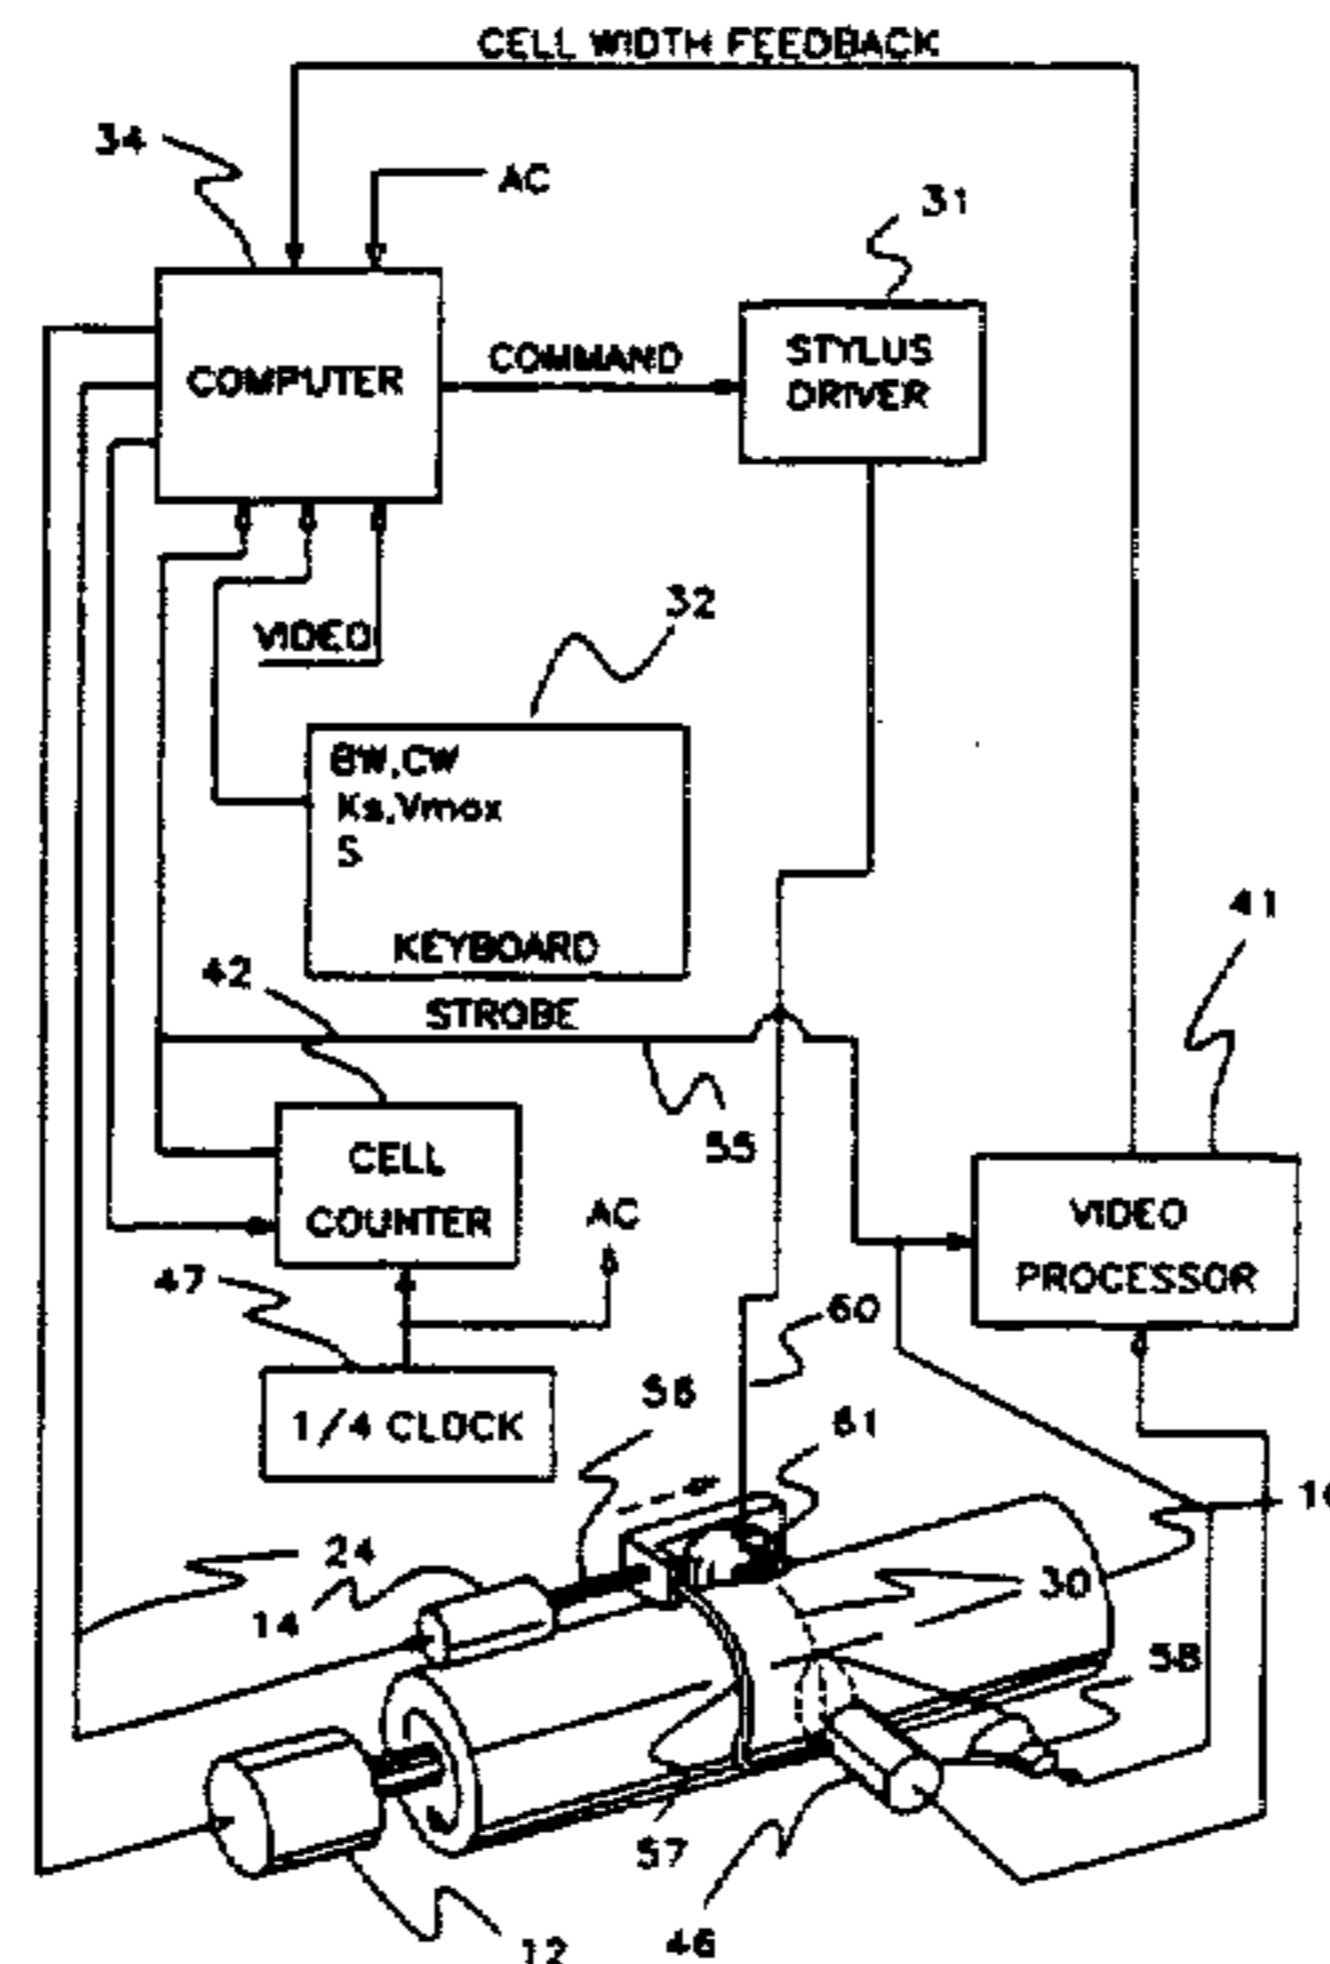 CELL WIDTH FEEDBACK
34
AC
31
COMPUTER
COMMAND
STYLUS
DRIVER
VIDEO
32
BW,CW
Ks,Vmax
S
KEYBOARD
41
42
STROBE
55
CELL
COUNTER
AC
VIDEO
PROCESSOR
47
60
1/4 CLOCK
56
61
24
14
30
58
57
46
12